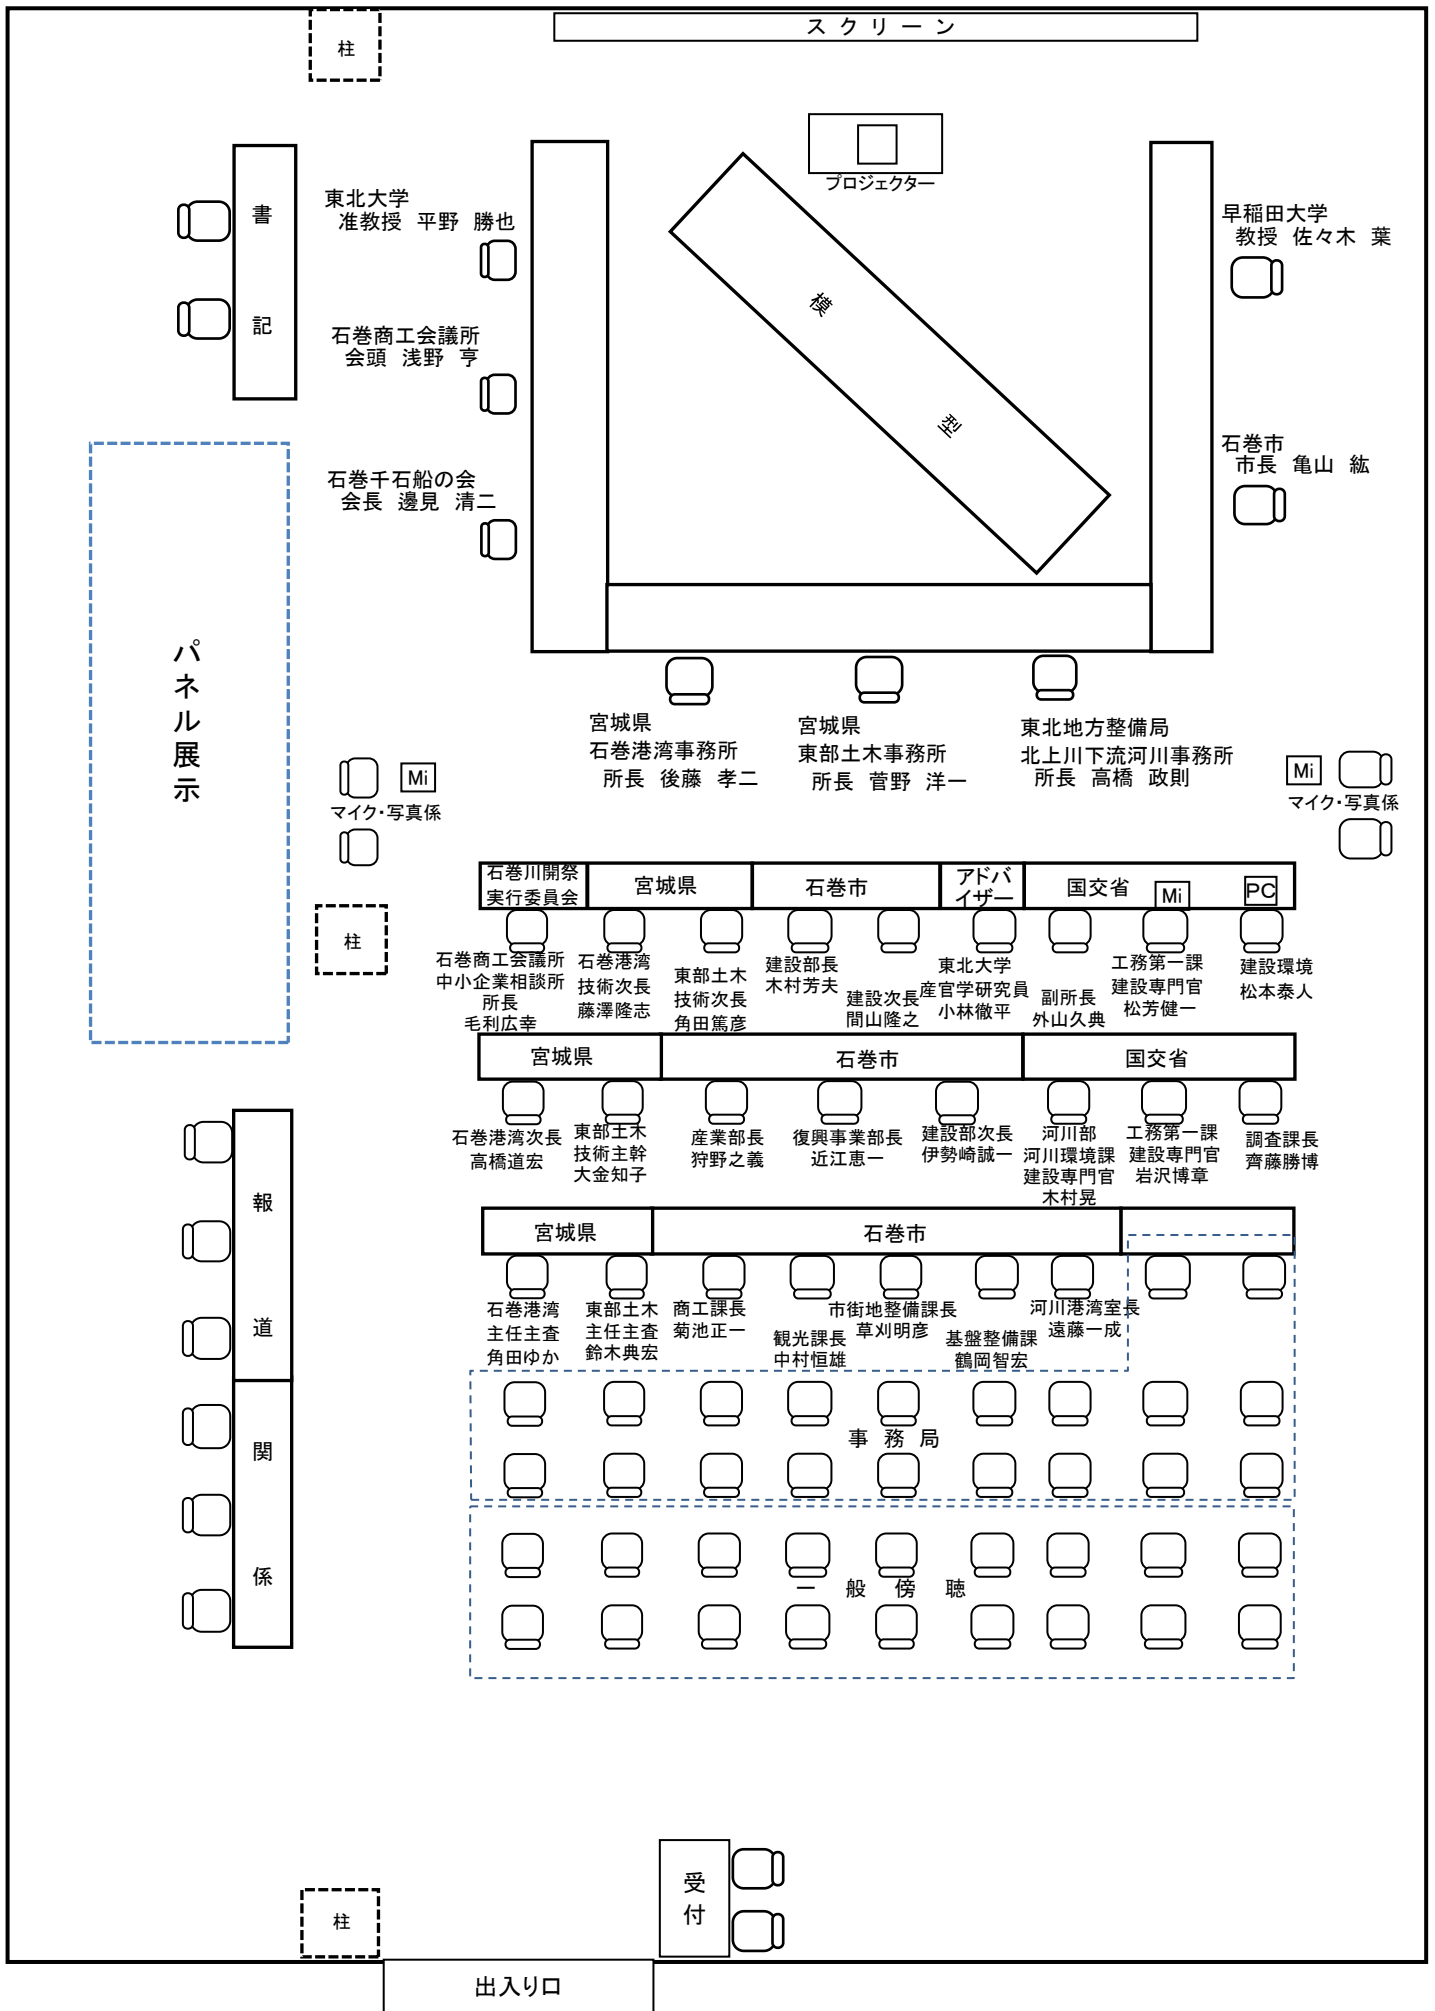 スクリーン
柱
プロジェクター
書記
東北大学
准教授 平野 勝也
石巻商工会議所
会頭 浅野 亨
石巻千石船の会
会長 邊見 清二
模型
早稲田大学
教授 佐々木 葉
石巻市
市長 亀山 紘
パネル展示
宮城県
石巻港湾事務所
所長 後藤 孝二
宮城県
東部土木事務所
所長 菅野 洋一
東北地方整備局
北上川下流河川事務所
所長 高橋 政則
Mi
マイク・写真係
Mi
マイク・写真係
柱
石巻川開祭
実行委員会
宮城県
石巻市
アドバ
イザー
国交省
Mi
PC
石巻商工会議所
中小企業相談所
所長
毛利広幸
石巻港湾
技術次長
藤澤隆志
東部土木
技術次長
角田篤彦
建設部長
木村芳夫
建設次長
間山隆之
東北大学
産官学研究員
小林徹平
副所長
外山久典
工務第一課
建設専門官
松芳健一
建設環境
松本泰人
宮城県
石巻市
国交省
石巻港湾次長
高橋道宏
東部土木
技術主幹
大金知子
産業部長
狩野之義
復興事業部長
近江恵一
建設部次長
伊勢崎誠一
河川部
河川環境課
建設専門官
木村晃
工務第一課
建設専門官
岩沢博章
調査課長
齊藤勝博
宮城県
石巻市
石巻港湾
主任主査
角田ゆか
東部土木
主任主査
鈴木典宏
商工課長
菊池正一
観光課長
中村恒雄
市街地整備課長
草刈明彦
基盤整備課
鶴岡智宏
河川港湾室長
遠藤一成
報道関係
事務局
一般傍聴
受付
柱
出入り口